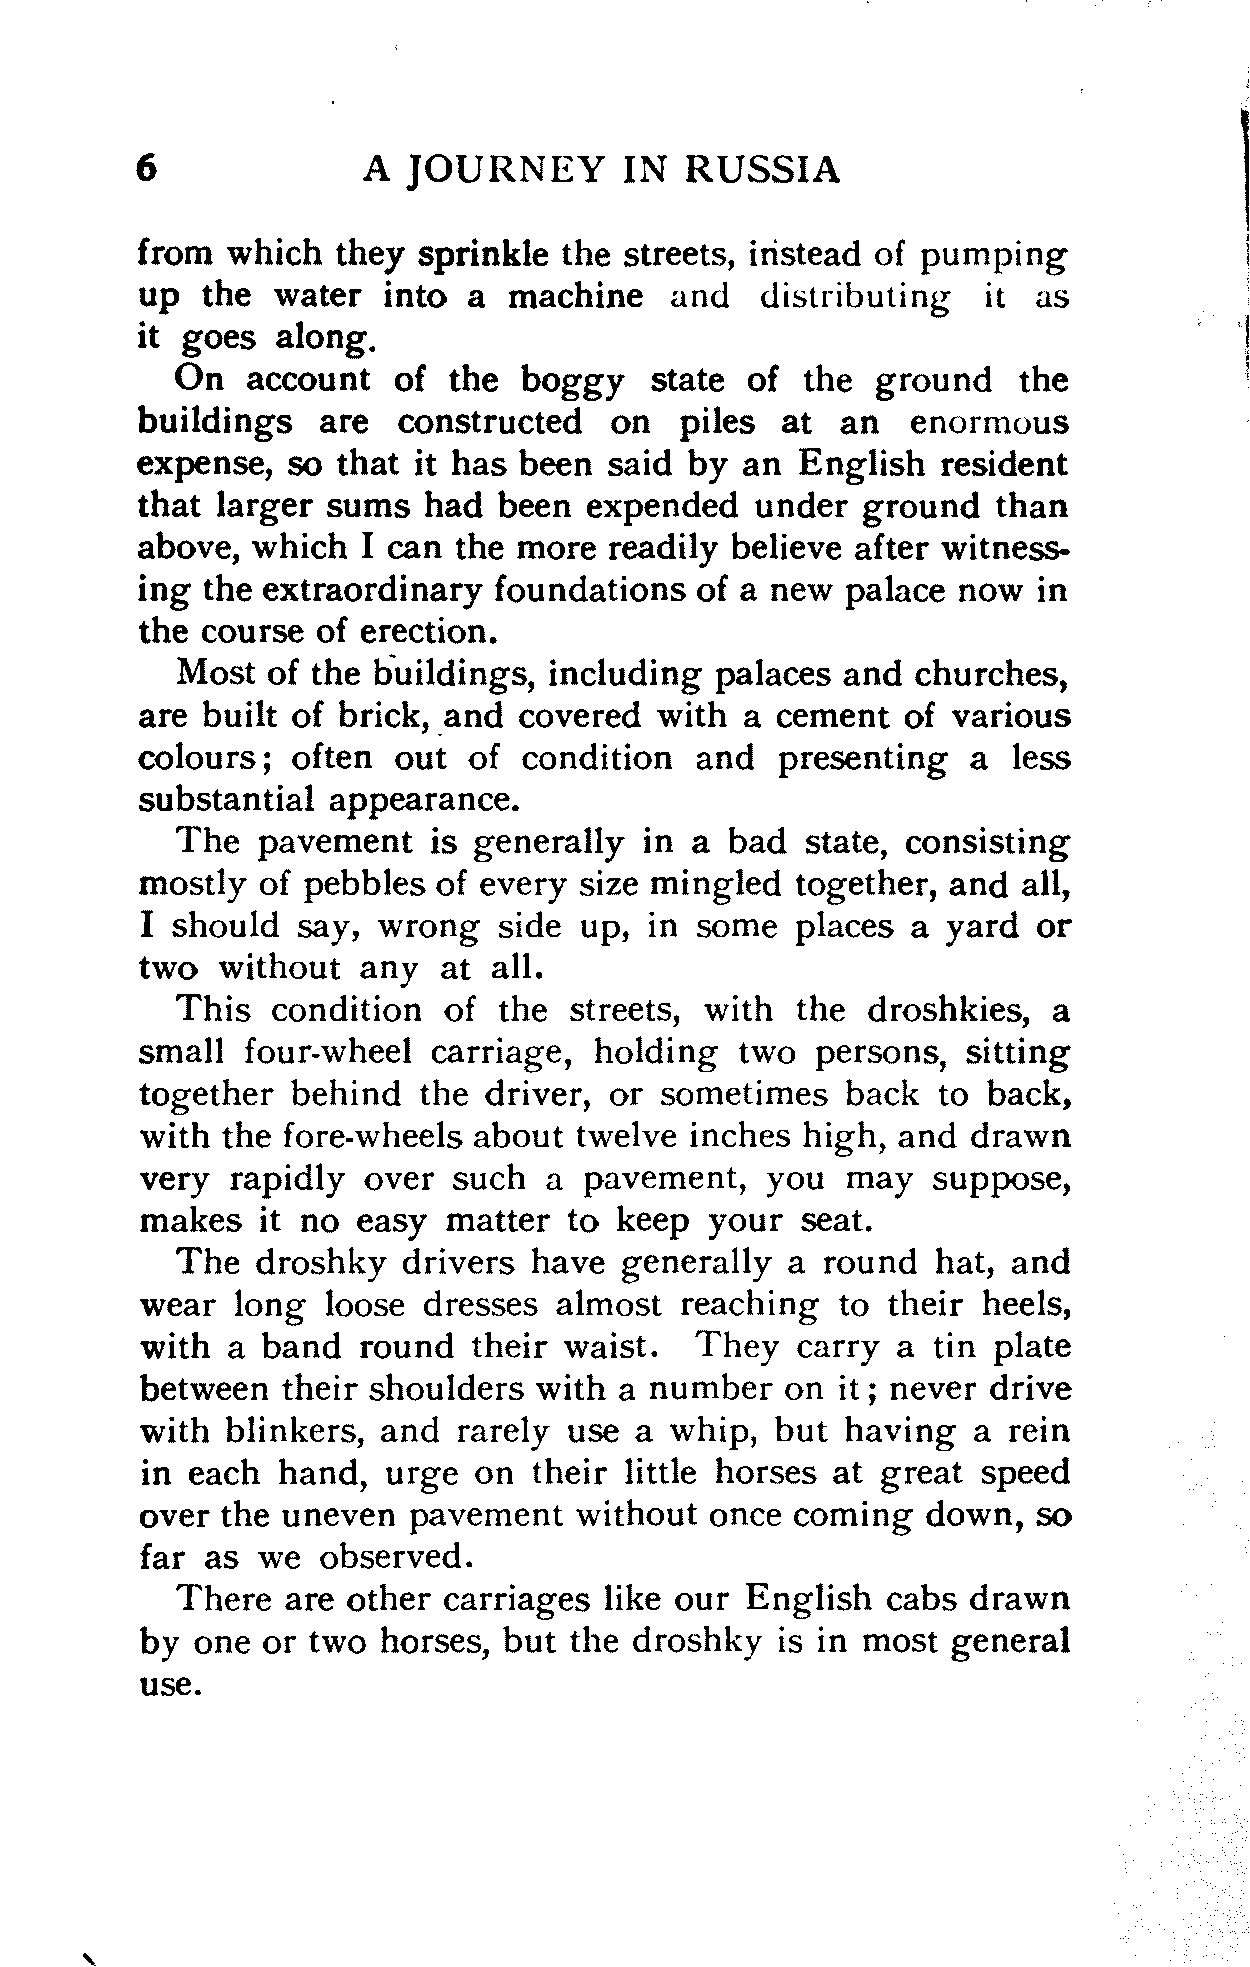 6 A JOURNEY IN RUSSIA
from which they sprinkle the streets, instead of pumping
up the water into a machine and distributing it as
it goes along.
On account of the boggy state of the ground the
buildings are constructed on piles at an enormous
expense, so that it has been said by an English resident
that larger sums had been expended under ground than
above, which I can the more readily believe after witness-
ing the extraordinary foundations of a new palace now in
the course of erection.
Most of the buildings, including palaces and churches,
are built of brick, and covered with a cement of various
colours; often out of condition and presenting a less
substantial appearance.
The pavement is generally in a bad state, consisting
mostly of pebbles of every size mingled together, and all,
I should say, wrong side up, in some places a yard or
two without any at all.
This condition of the streets, with the droshkies, a
small four-wheel carriage, holding two persons, sitting
together behind the driver, or sometimes back to back,
with the fore-wheels about twelve inches high, and drawn
very rapidly over such a pavement, you may suppose,
makes it no easy matter to keep your seat.
The droshky drivers have generally a round hat, and
wear long loose dresses almost reaching to their heels,
with a band round their waist. They carry a tin plate
between their shoulders with a number on it; never drive
with blinkers, and rarely use a whip, but having a rein
in each hand, urge on their little horses at great speed
over the uneven pavement without once coming down, so
far as we observed.
There are other carriages like our English cabs drawn
by one or two horses, but the droshky is in most general
use.